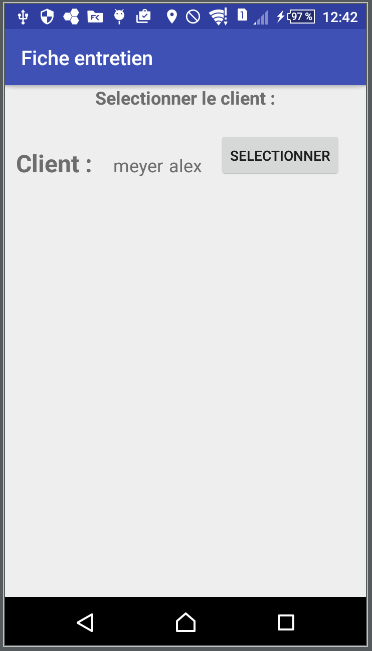 97 % 12:42
Fiche entretien
Selectionner le client :
Client : meyer alex SELECTIONNER